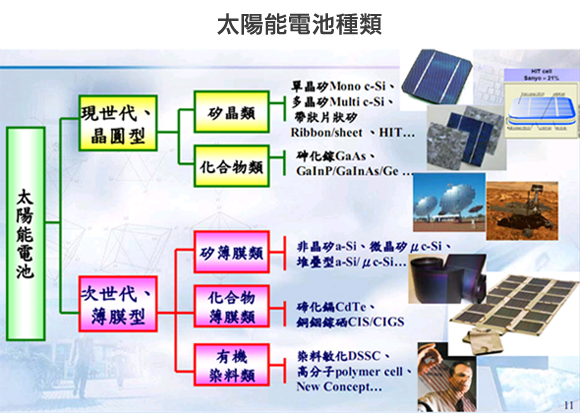 太陽能電池種類
HIT cell
Sanyo – 21%
單晶矽Mono c-Si、
多晶矽Multi c-Si、
帶狀片狀矽
Ribbon/sheet 、HIT…
現世代、
晶圓型
矽晶類
化合物類
砷化鎵GaAs、
GaInP/GaInAs/Ge …
太陽能電池
次世代、
薄膜型
矽薄膜類
非晶矽a-Si、微晶矽μc-Si、
堆疊型a-Si/μc-Si…
化合物
薄膜類
碲化鎘CdTe、
銅銦鎵硒CIS/CIGS
有機
染料類
染料敏化DSSC、
高分子polymer cell、
New Concept…
11